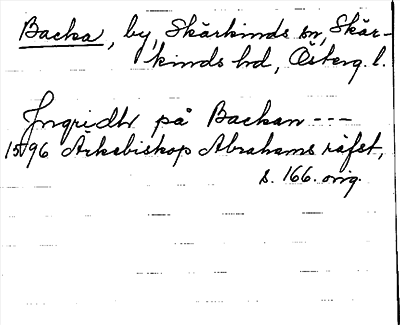 Backa, by, Skärkinds sn, Skär-
kinds hd, Österg. l.
Ingridh på Backan ---
1596 Ärkebiskop Abrahams räfst,
s. 166. orig.